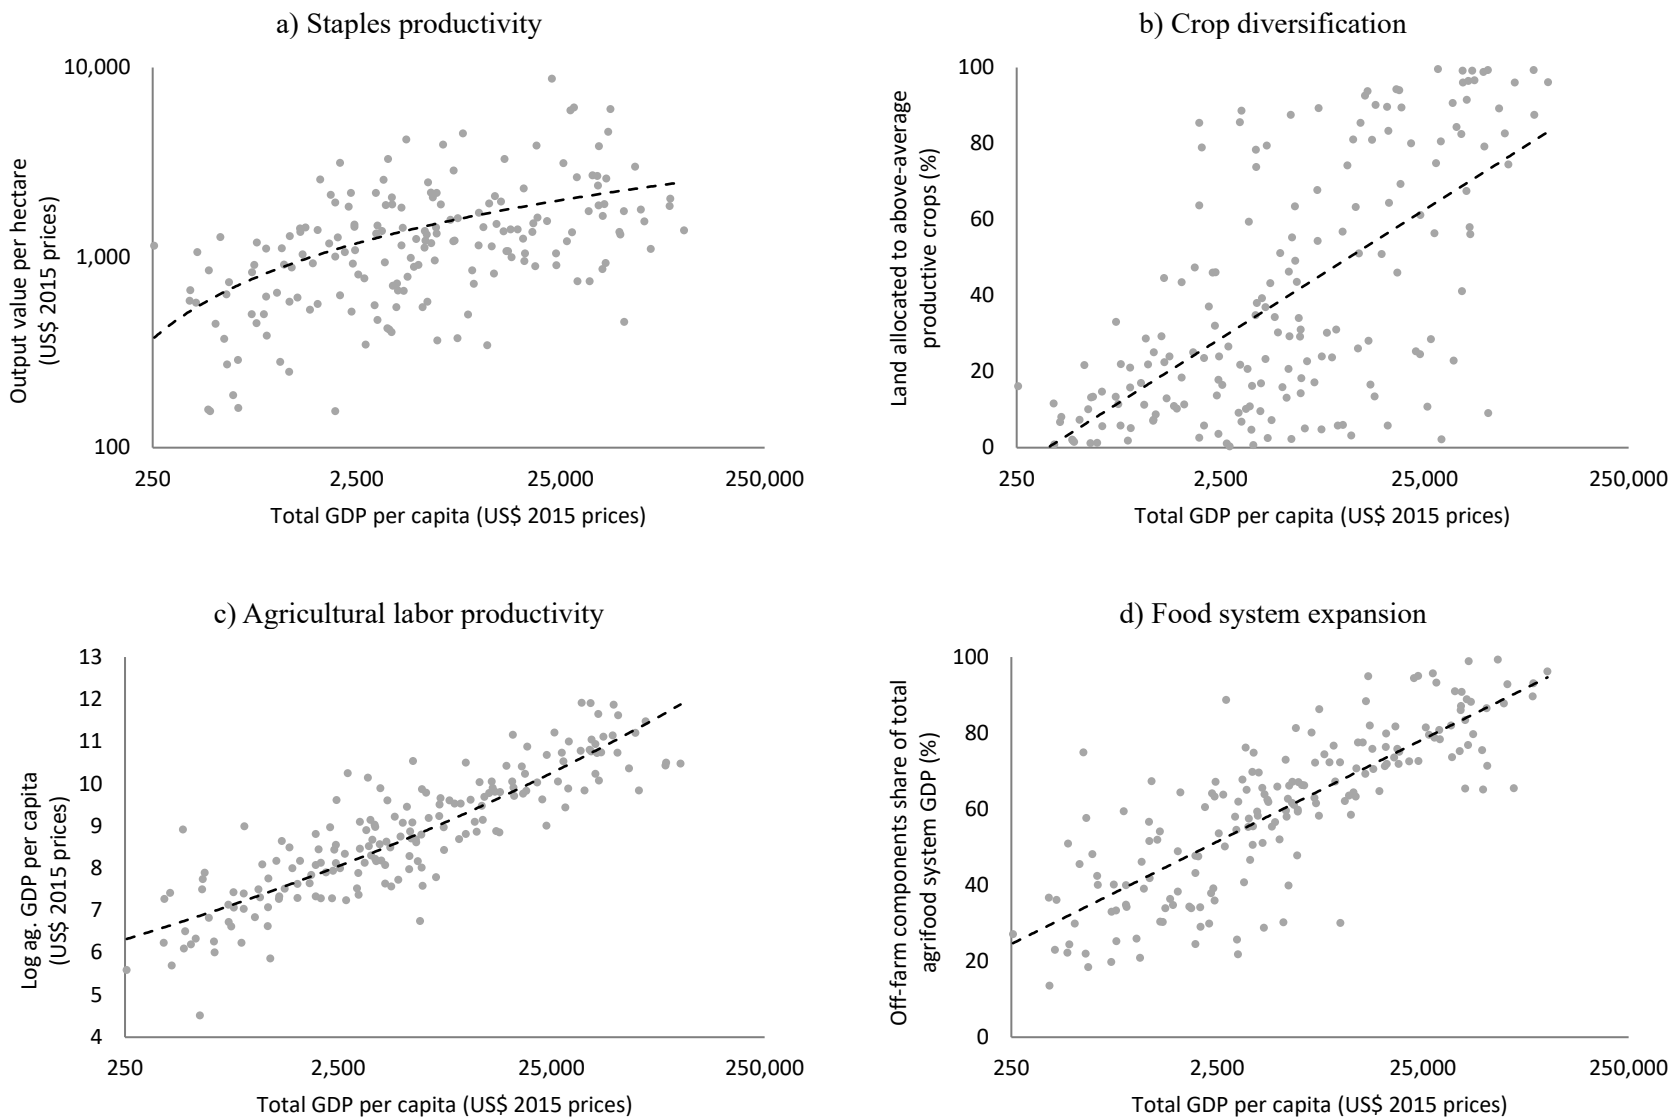 a) Staples productivity
10,000
1,000
100
250
2,500
25,000
250,000
Output value per hectare
(US$ 2015 prices)
Total GDP per capita (US$ 2015 prices)
b) Crop diversification
100
80
60
40
20
0
250
2,500
25,000
250,000
Land allocated to above-average
productive crops (%)
Total GDP per capita (US$ 2015 prices)
c) Agricultural labor productivity
13
12
11
10
9
8
7
6
5
4
250
2,500
25,000
250,000
Log ag. GDP per capita
(US$ 2015 prices)
Total GDP per capita (US$ 2015 prices)
d) Food system expansion
100
80
60
40
20
0
250
2,500
25,000
250,000
Off-farm components share of total
agrifood system GDP (%)
Total GDP per capita (US$ 2015 prices)